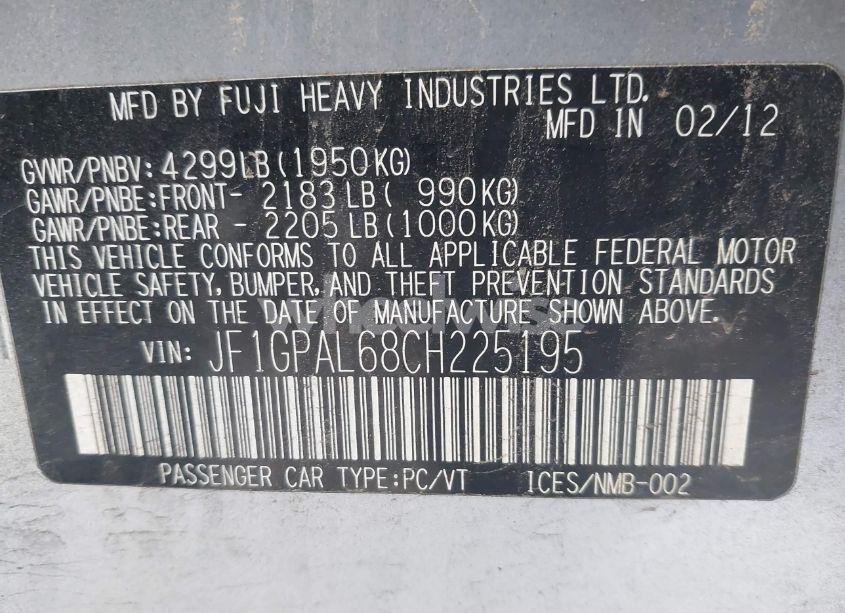 MFD BY FUJI HEAVY INDUSTRIES LTD.
MFD IN 02/12
GVWR/PNBV: 4299LB (1950KG)
GAWR/PNBE:FRONT- 2183 LB ( 990KG)
GAWR/PNBE:REAR - 2205 LB (1000KG)
THIS VEHICLE CONFORMS TO ALL APPLICABLE FEDERAL MOTOR
VEHICLE SAFETY, BUMPER, AND THEFT PREVENTION STANDARDS
IN EFFECT ON THE DATE OF MANUFACTURE SHOWN ABOVE.
VIN: JF1GPAL68CH225195
PASSENGER CAR TYPE:PC/VT ICES/NMB-002